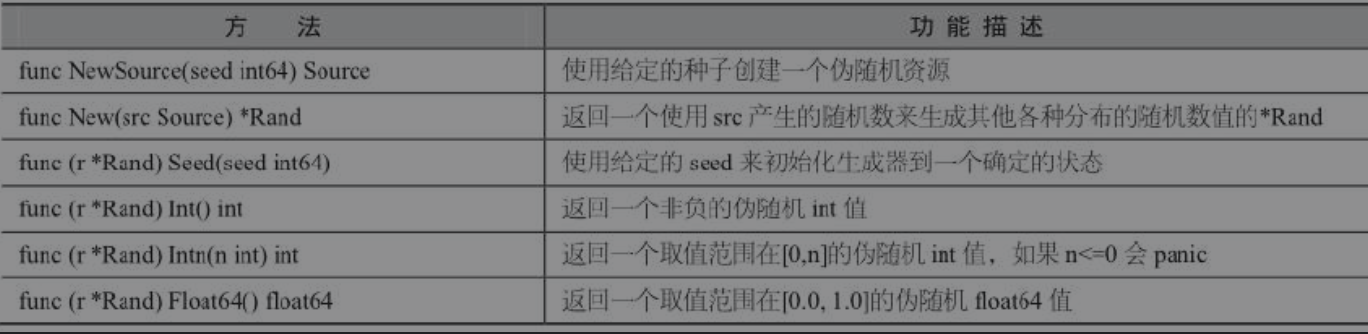 方 法 功能描述
func NewSource(seed int64) Source 使用给定的种子创建一个伪随机资源
func New(src Source) *Rand 返回一个使用 src 产生的随机数来生成其他各种分布的随机数值的*Rand
func (r *Rand) Seed(seed int64) 使用给定的 seed 来初始化生成器到一个确定的状态
func (r *Rand) Int() int 返回一个非负的伪随机 int 值
func (r *Rand) Intn(n int) int 返回一个取值范围在[0,n]的伪随机 int 值，如果 n<=0 会 panic
func (r *Rand) Float64() float64 返回一个取值范围在[0.0, 1.0]的伪随机 float64 值